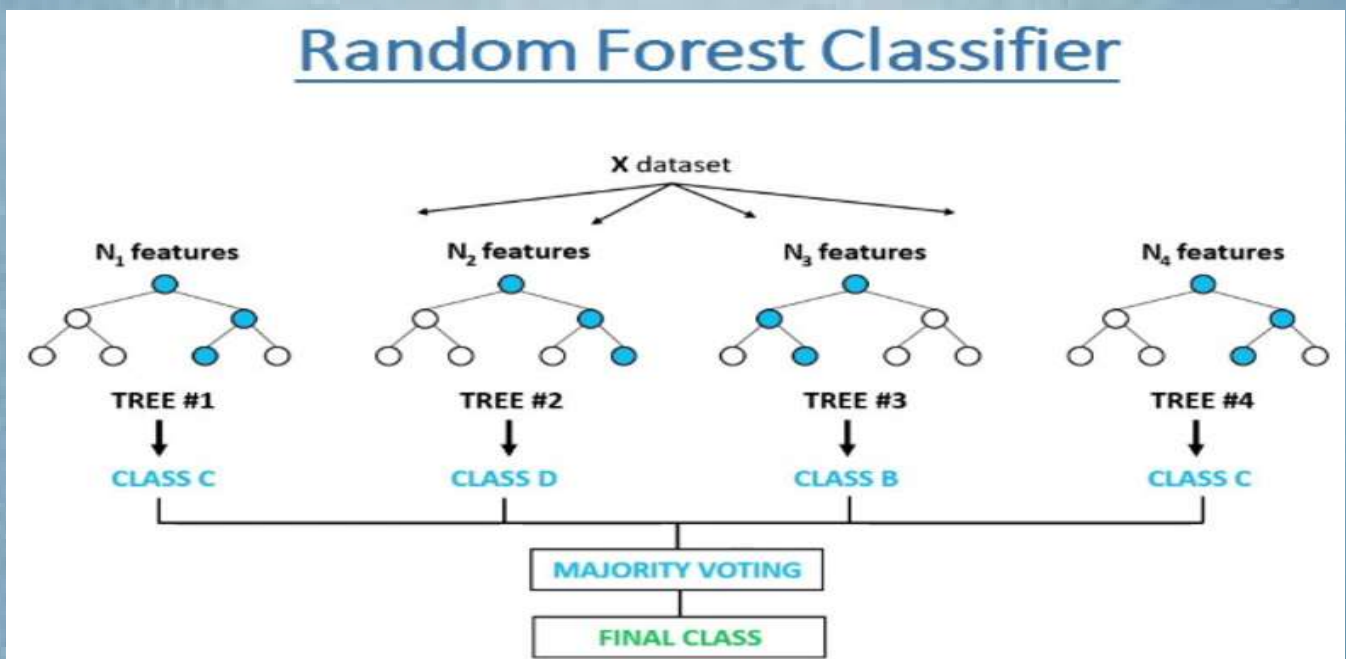 Random Forest Classifier
X dataset
N₁ features N₂ features N₃ features N₄ features
TREE #1 TREE #2 TREE #3 TREE #4
CLASS C CLASS D CLASS B CLASS C
MAJORITY VOTING
FINAL CLASS